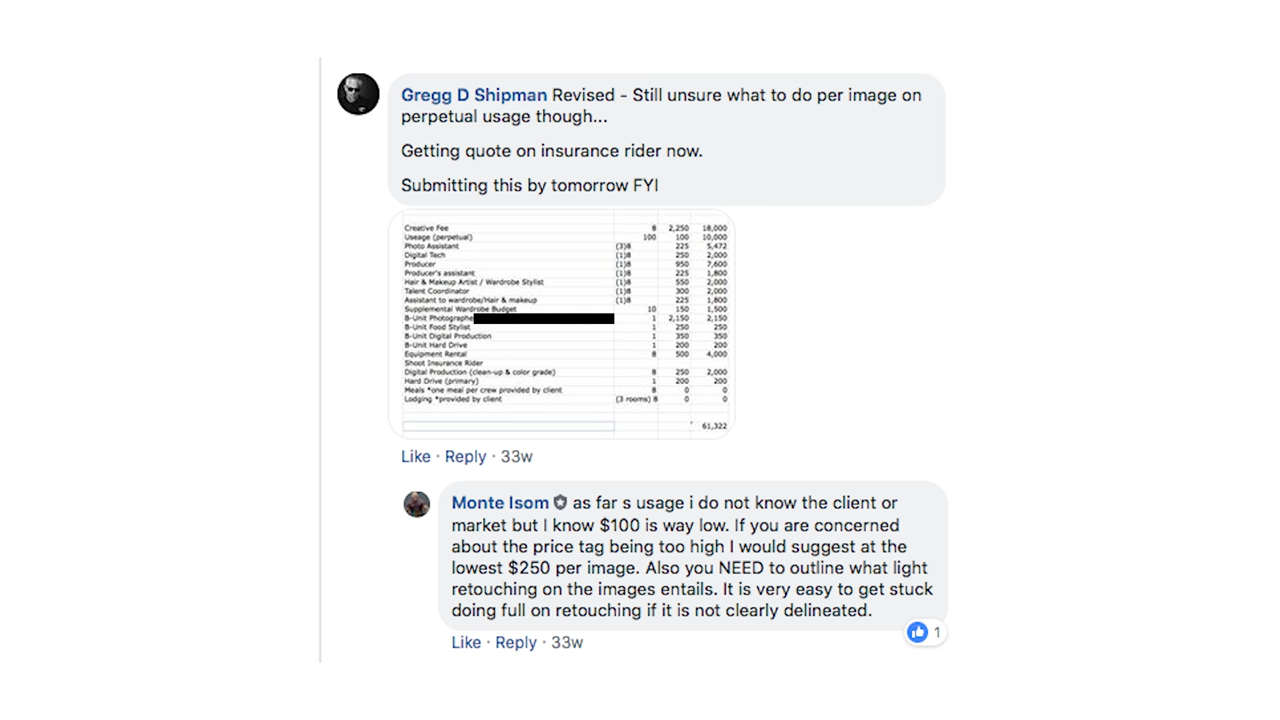 Gregg D Shipman Revised - Still unsure what to do per image on
perpetual usage though...
Getting quote on insurance rider now.
Submitting this by tomorrow FYI
Creative Fee 8 2,250 18,000
Useage (perpetual) 100 100 10,000
Photo Assistant (3)8 225 5,472
Digital Tech (1)8 250 2,000
Producer (1)8 950 7,600
Producer's assistant (1)8 225 1,800
Hair & Makeup Artist / Wardrobe Stylist (1)8 550 2,000
Talent Coordinator (1)8 300 2,000
Assistant to wardrobe/Hair & makeup (1)8 225 1,800
Supplemental Wardrobe Budget 10 150 1,500
B-Unit Photographe 1 2,150 2,150
B-Unit Food Stylist 1 250 250
B-Unit Digital Production 1 350 350
B-Unit Hard Drive 1 200 200
Equipment Rental 8 500 4,000
Shoot Insurance Rider
Digital Production (clean-up & color grade) 8 250 2,000
Hard Drive (primary) 1 200 200
Meals *one meal per crew provided by client 8 0 0
Lodging *provided by client (3 rooms) 8 0 0
61,322
Like · Reply · 33w
Monte Isom as far s usage i do not know the client or
market but I know $100 is way low. If you are concerned
about the price tag being too high I would suggest at the
lowest $250 per image. Also you NEED to outline what light
retouching on the images entails. It is very easy to get stuck
doing full on retouching if it is not clearly delineated.
1
Like · Reply · 33w